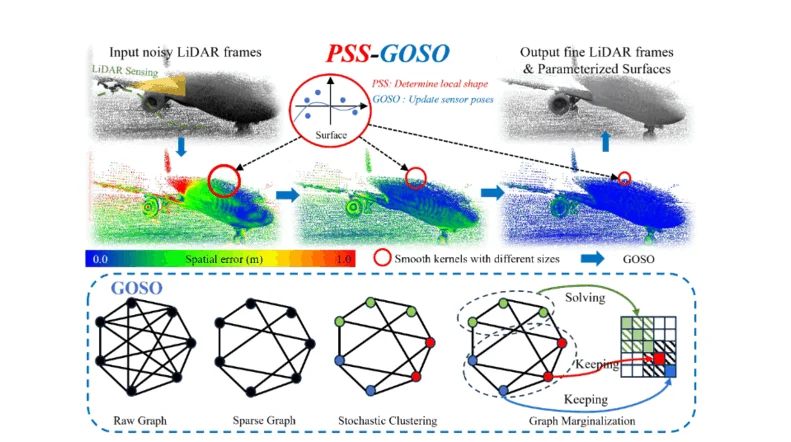 Input noisy LiDAR frames
PSS-GOSO
Output fine LiDAR frames
& Parameterized Surfaces
LiDAR Sensing
PSS: Determine local shape
GOSO : Update sensor poses
Surface
0.0
Spatial error (m)
1.0
Smooth kernels with different sizes
GOSO
GOSO
Solving
Keeping
Keeping
Raw Graph
Sparse Graph
Stochastic Clustering
Graph Marginalization